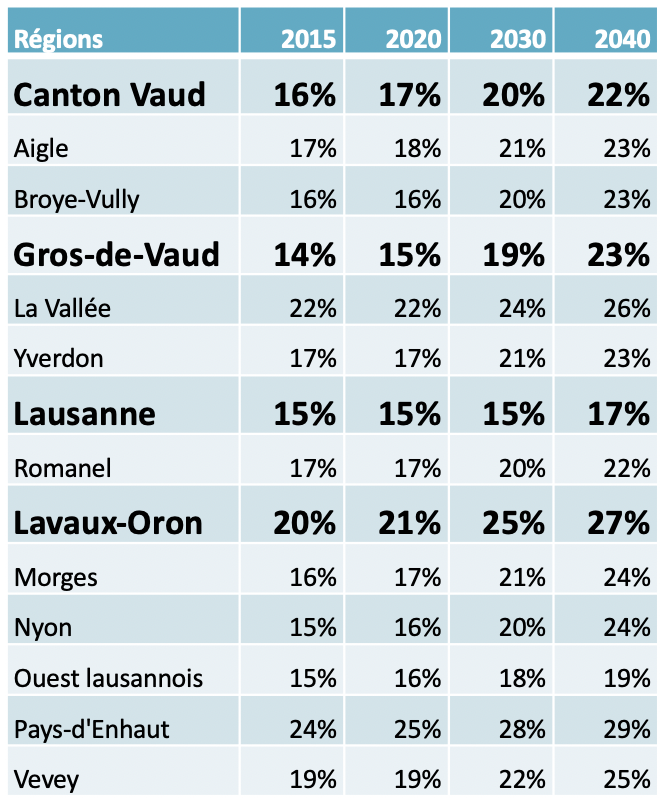 Régions 2015 2020 2030 2040
Canton Vaud 16% 17% 20% 22%
Aigle 17% 18% 21% 23%
Broye-Vully 16% 16% 20% 23%
Gros-de-Vaud 14% 15% 19% 23%
La Vallée 22% 22% 24% 26%
Yverdon 17% 17% 21% 23%
Lausanne 15% 15% 15% 17%
Romanel 17% 17% 20% 22%
Lavaux-Oron 20% 21% 25% 27%
Morges 16% 17% 21% 24%
Nyon 15% 16% 20% 24%
Ouest lausannois 15% 16% 18% 19%
Pays-d'Enhaut 24% 25% 28% 29%
Vevey 19% 19% 22% 25%